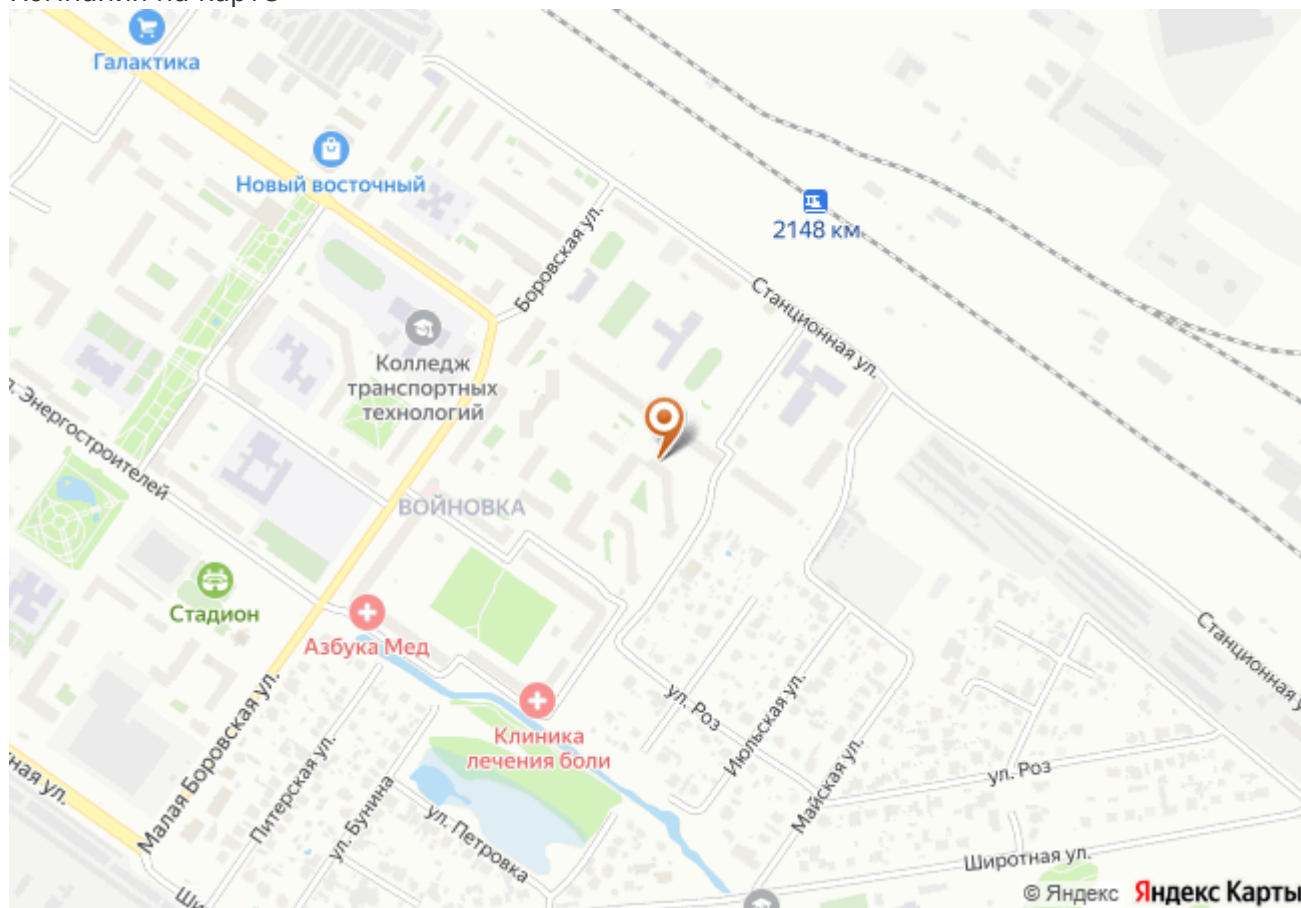 Галактика
Новый восточный
2148 км
Боровская ул.
Станционная ул.
Колледж
транспортных
технологий
Энергостроителей
ВОЙНОВКА
Стадион
Азбука Мед
Станционная
Клиника
лечения боли
ул. Роз
Июльская ул.
Майская ул.
ул. Роз
Малая Боровская ул.
Питерская ул.
ул. Бунина
ул. Петровка
ул.
Широтная ул.
© Яндекс Яндекс Карты